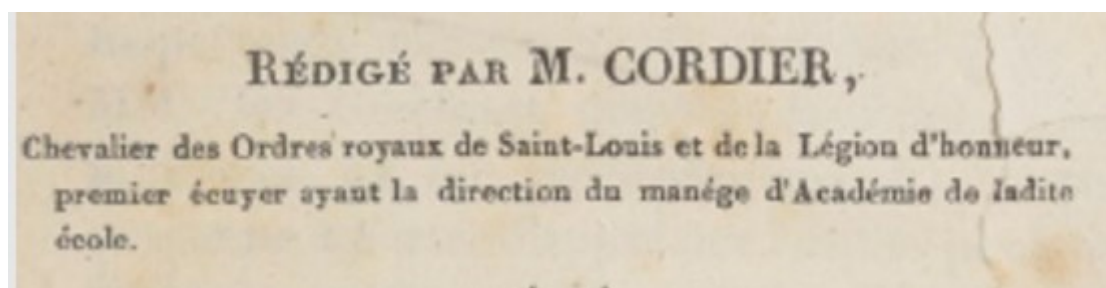 RÉDIGÉ PAR M. CORDIER,
Chevalier des Ordres royaux de Saint-Louis et de la Légion d'honneur,
premier écuyer ayant la direction du manége d'Académie de ladite
école.